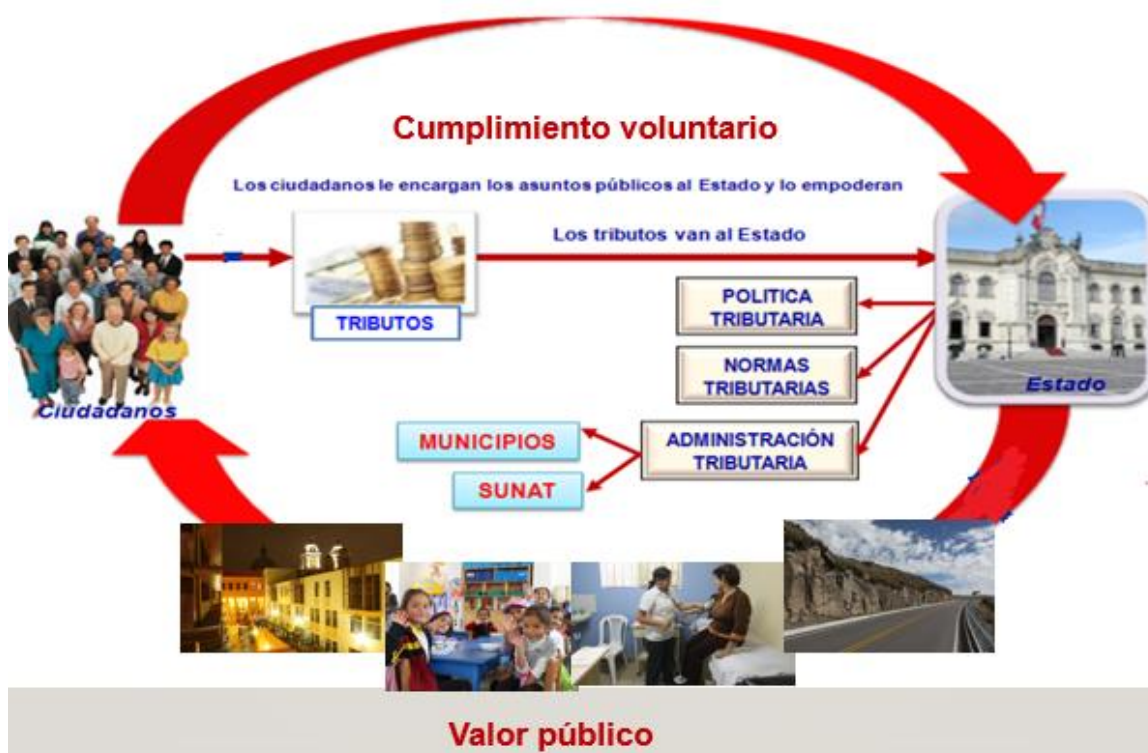 Cumplimiento voluntario
Los ciudadanos le encargan los asuntos públicos al Estado y lo empoderan
Los tributos van al Estado
TRIBUTOS
POLITICA
TRIBUTARIA
NORMAS
TRIBUTARIAS
Estado
Ciudadanos
MUNICIPIOS
ADMINISTRACIÓN
TRIBUTARIA
SUNAT
Valor público